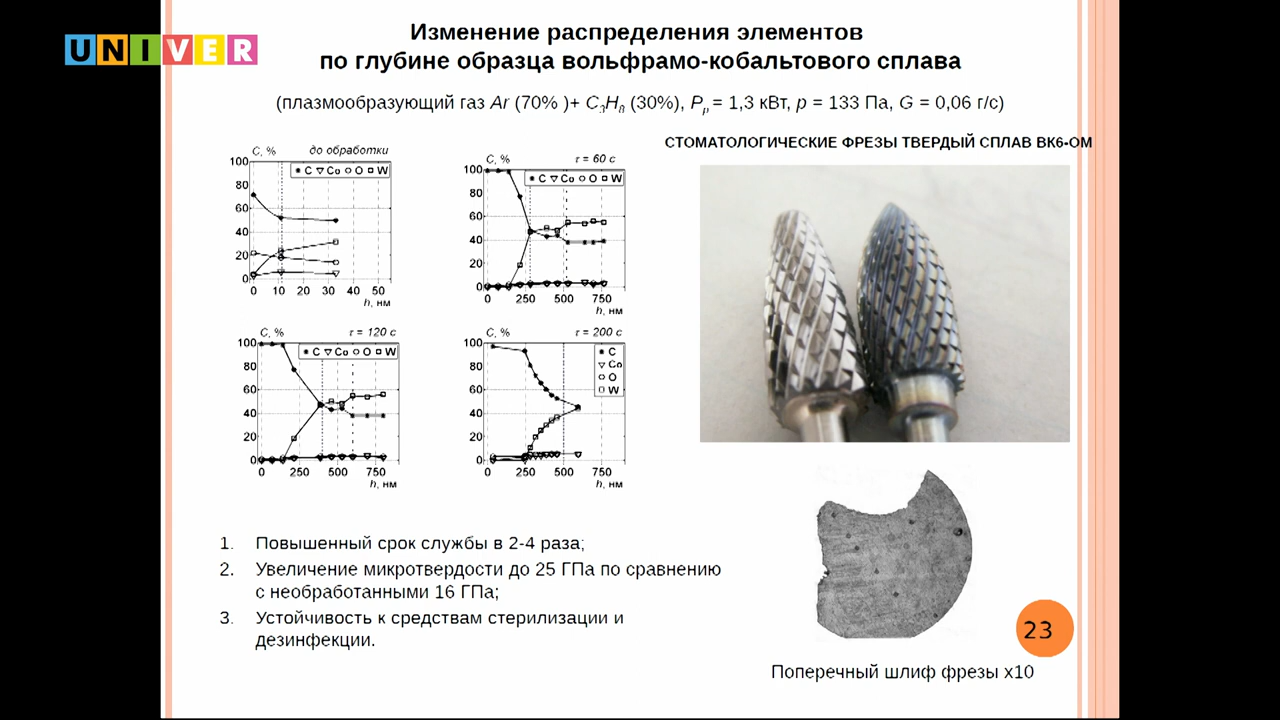 UNIVER
Изменение распределения элементов
по глубине образца вольфрамо-кобальтового сплава
(плазмообразующий газ Ar (70% )+ C₃H₈ (30%), Pₚ = 1,3 кВт, p = 133 Па, G = 0,06 г/с)
СТОМАТОЛОГИЧЕСКИЕ ФРЕЗЫ ТВЕРДЫЙ СПЛАВ ВК6-ОМ
C, % до обработки
C Co O W
100
80
60
40
20
0
0 10 20 30 40 50
h, нм
C, % τ = 60 с
C Co O W
100
80
60
40
20
0
0 250 500 750
h, нм
C, % τ = 120 с
C Co O W
100
80
60
40
20
0
0 250 500 750
h, нм
C, % τ = 200 с
C
Co
O
W
100
80
60
40
20
0
0 250 500 750
h, нм
1. Повышенный срок службы в 2-4 раза;
2. Увеличение микротвердости до 25 ГПа по сравнению
с необработанными 16 ГПа;
3. Устойчивость к средствам стерилизации и
дезинфекции.
23
Поперечный шлиф фрезы x10